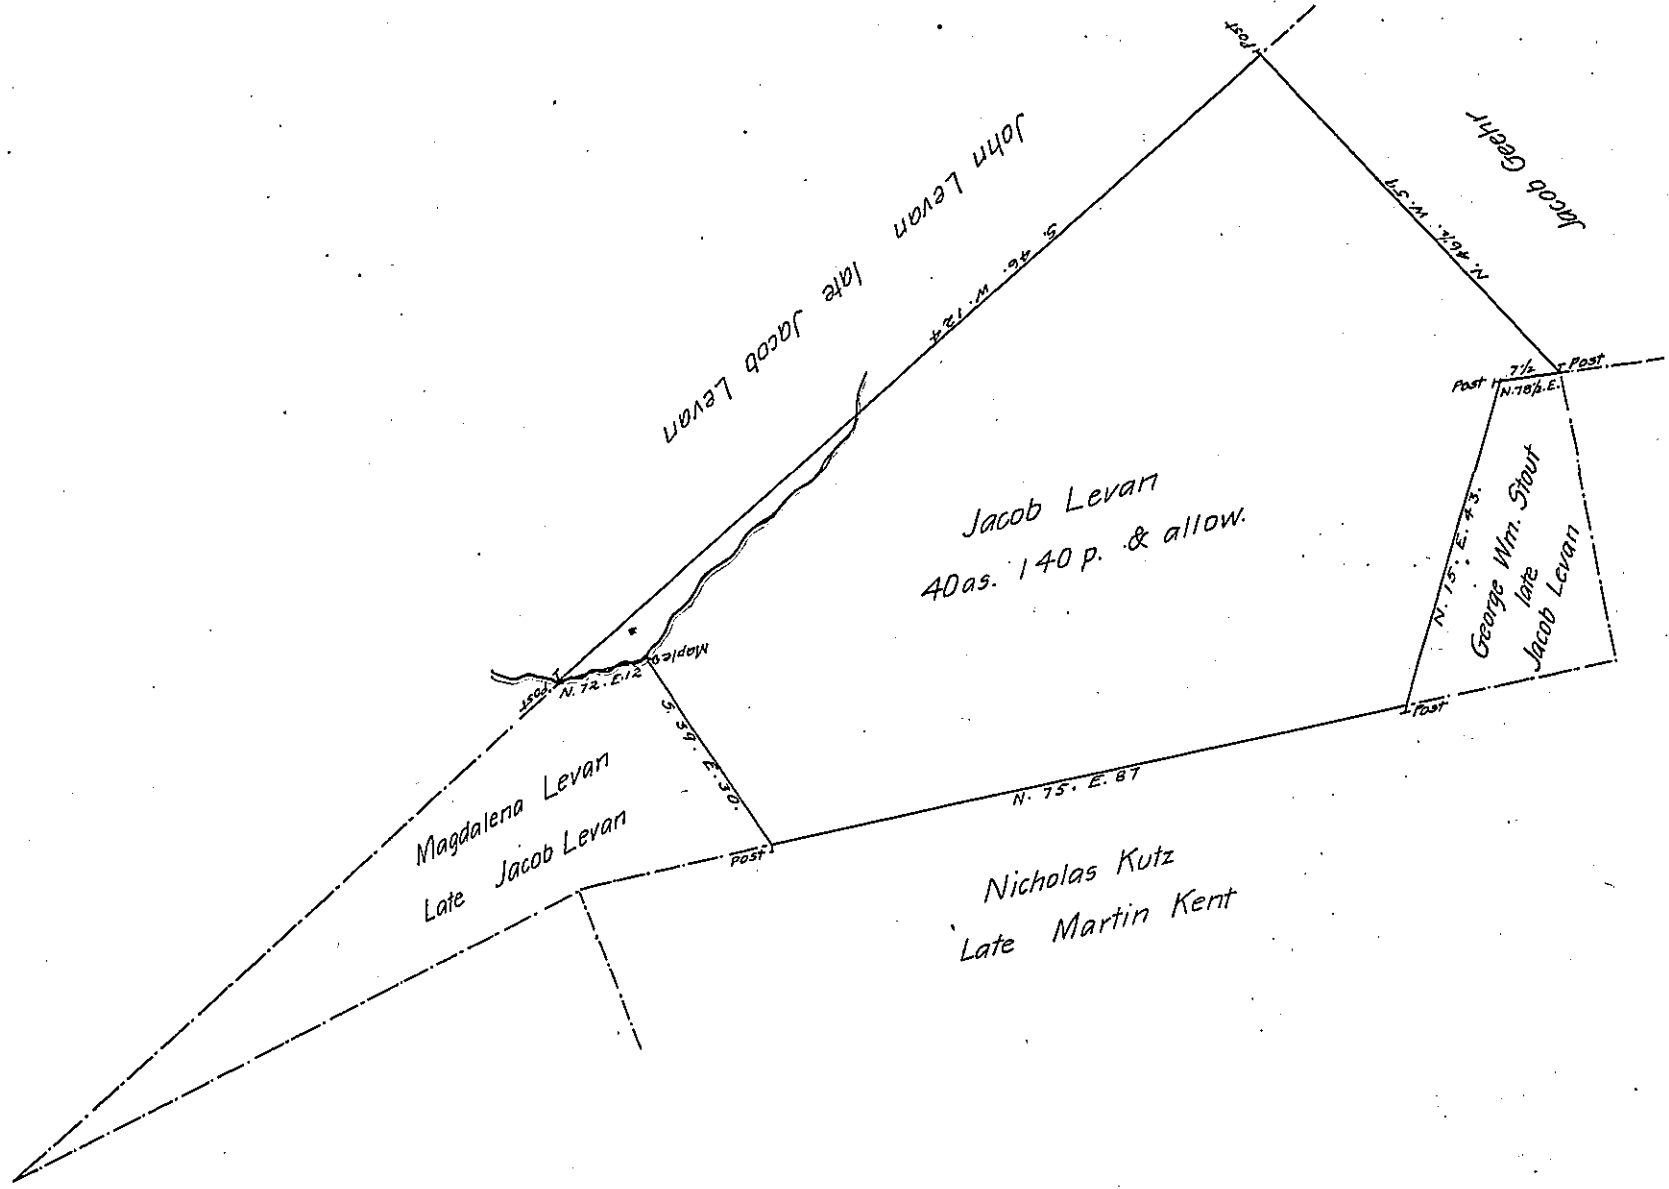 Post
Jacob Geehr
John Levan late Jacob Levan
S. 46. W. 124
N. 46½. W. 57
Post
7½
N. 78½. E.
Post
Jacob Levan
40as. 140 p. & allow.
N. 15. E. 43.
George Wm. Stout
late
Jacob Levan
Maple
Post
N. 72. E. 12
S. 39. E. 30.
Post
N. 75. E. 87
Post
Magdalena Levan
Late Jacob Levan
Nicholas Kutz
Late Martin Kent